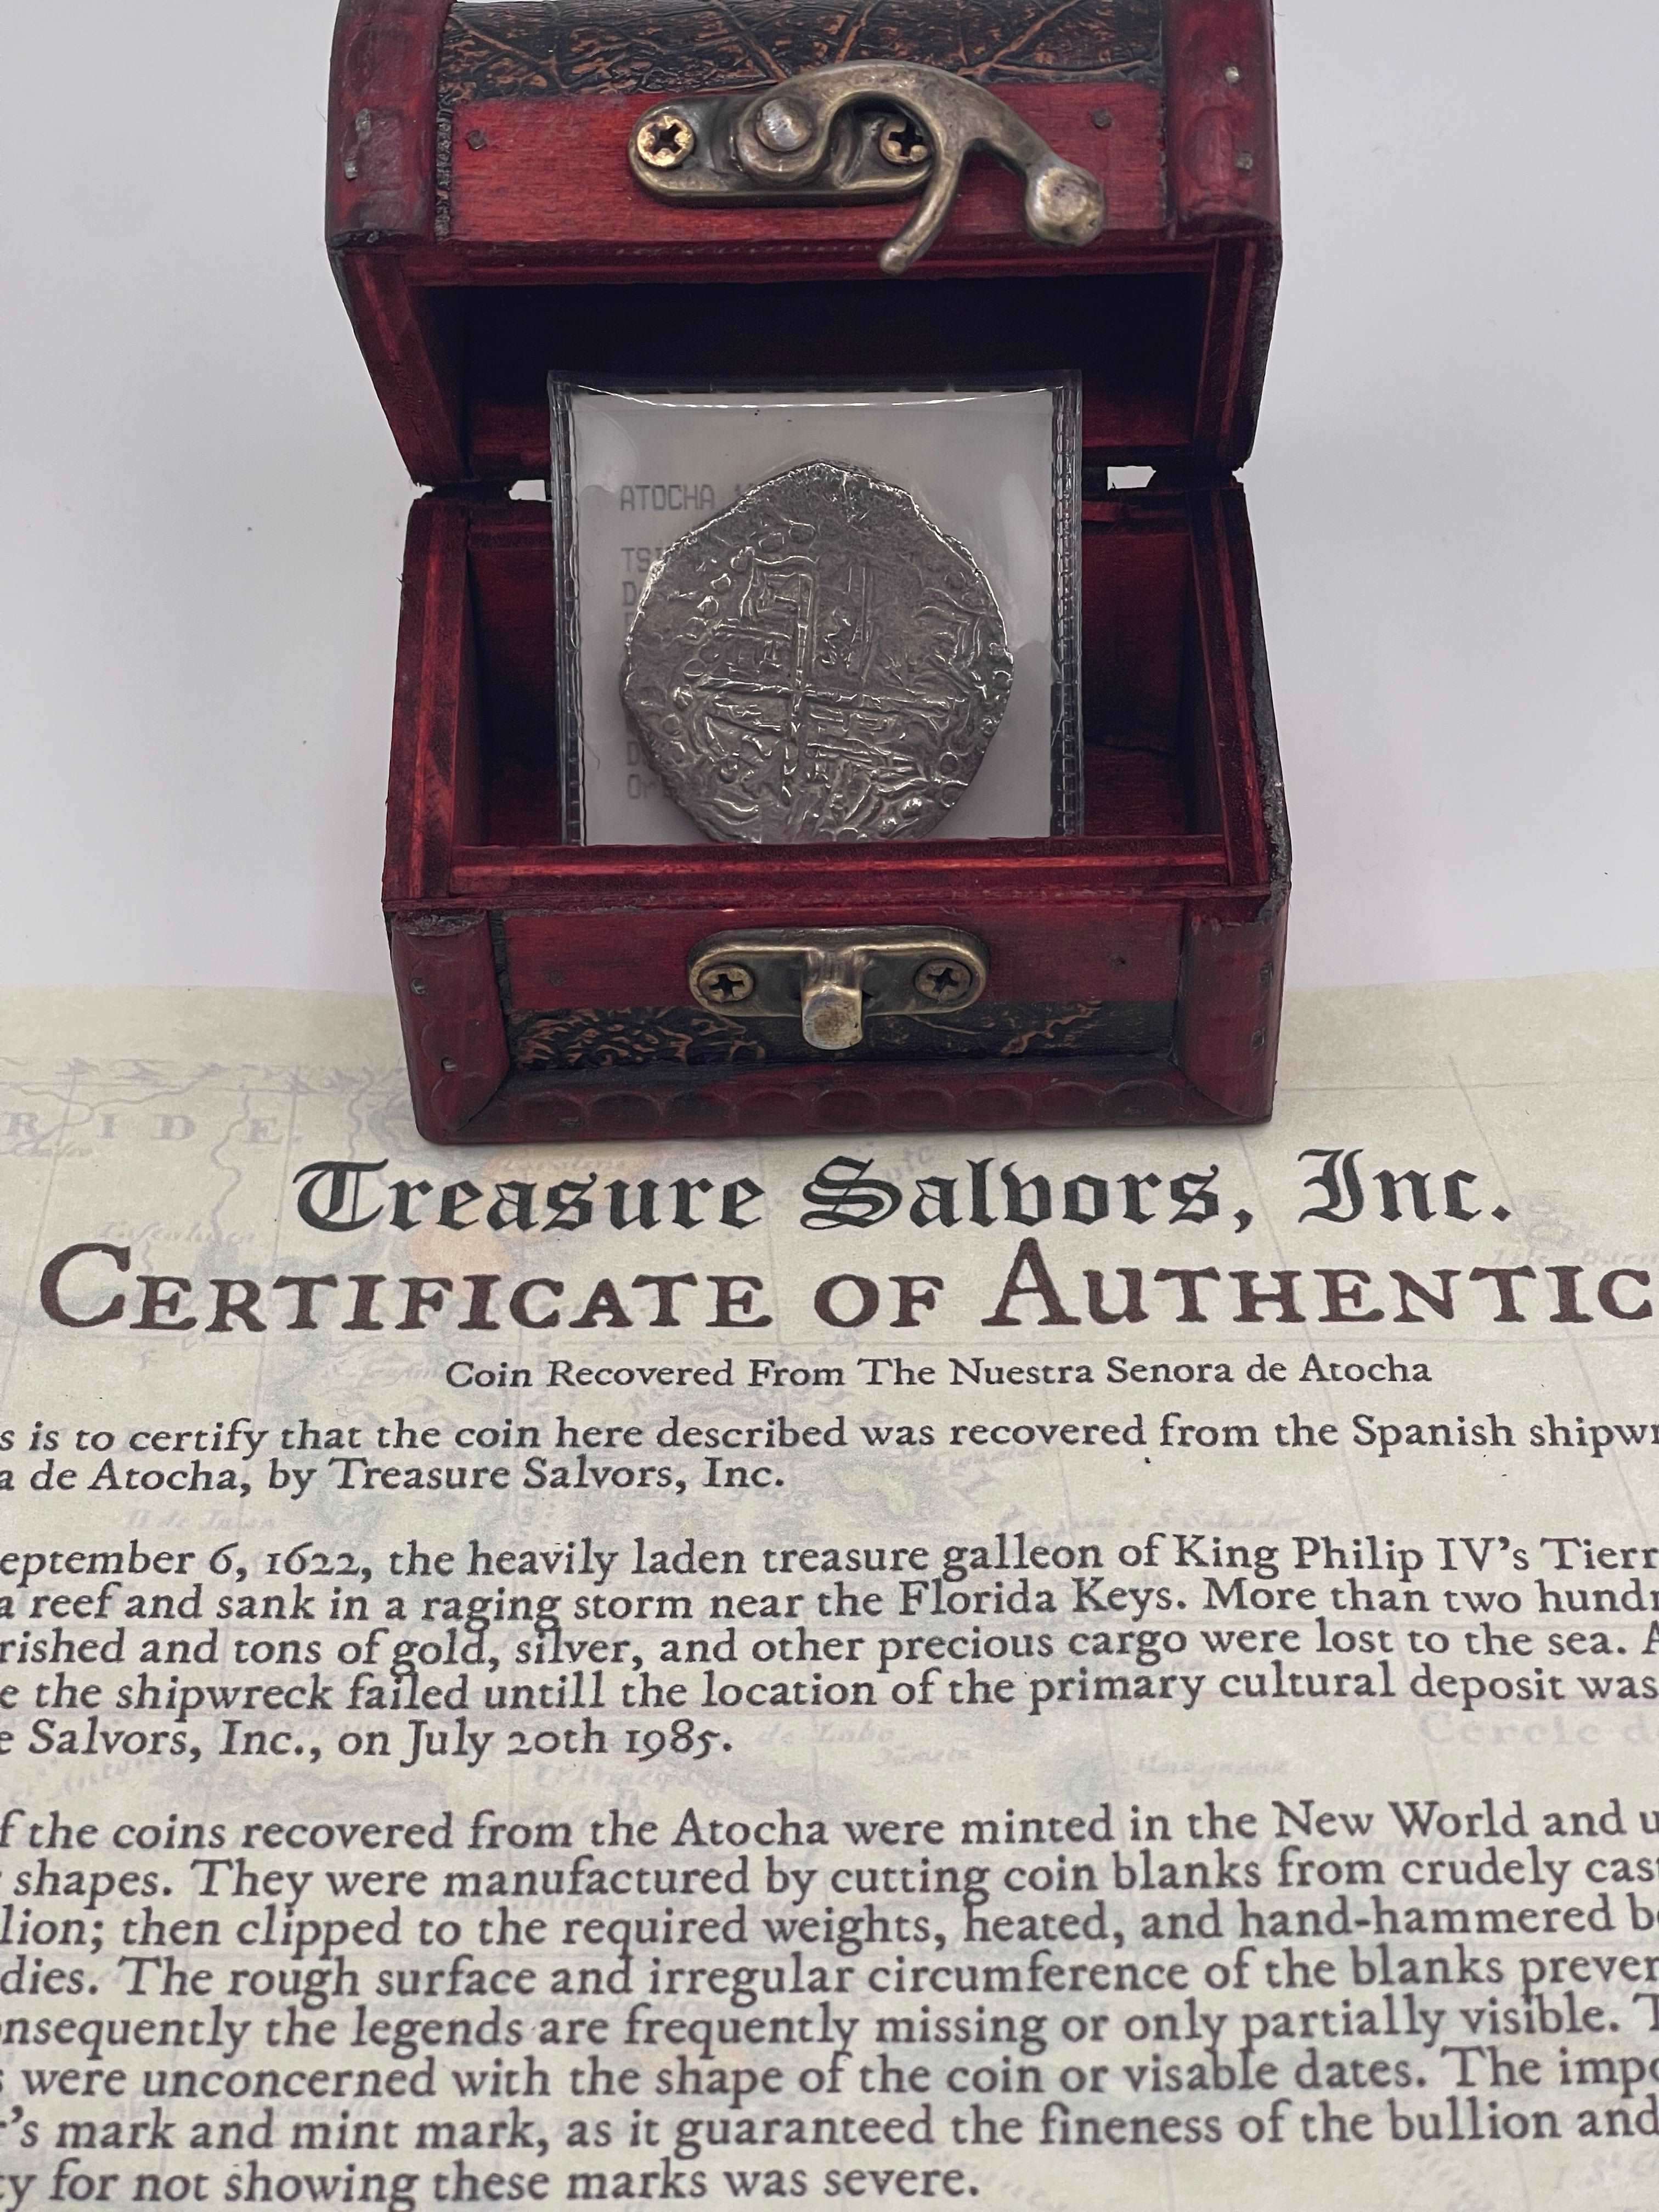 ATOCHA
TS
D
D
Or
R I D E.
Treasure Salvors, Inc.
CERTIFICATE OF AUTHENTIC
Coin Recovered From The Nuestra Senora de Atocha
s is to certify that the coin here described was recovered from the Spanish shipwr
a de Atocha, by Treasure Salvors, Inc.
eptember 6, 1622, the heavily laden treasure galleon of King Philip IV's Tierr
a reef and sank in a raging storm near the Florida Keys. More than two hundr
rished and tons of gold, silver, and other precious cargo were lost to the sea. A
e the shipwreck failed untill the location of the primary cultural deposit was
e Salvors, Inc., on July 20th 1985.
f the coins recovered from the Atocha were minted in the New World and u
r shapes. They were manufactured by cutting coin blanks from crudely cast
lion; then clipped to the required weights, heated, and hand-hammered be
dies. The rough surface and irregular circumference of the blanks preven
onsequently the legends are frequently missing or only partially visible. T
s were unconcerned with the shape of the coin or visable dates. The impo
r's mark and mint mark, as it guaranteed the fineness of the bullion and
ty for not showing these marks was severe.